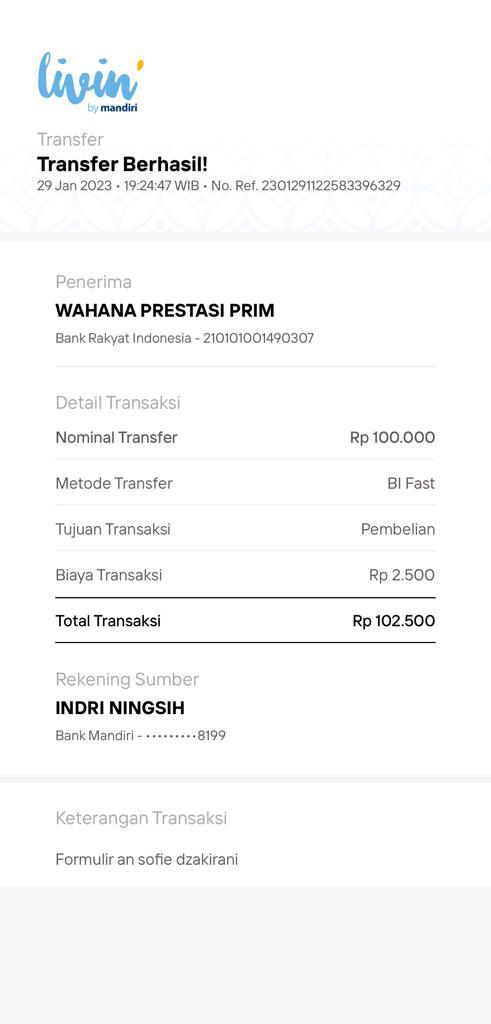 livin'
by mandiri
Transfer
Transfer Berhasil!
29 Jan 2023 • 19:24:47 WIB • No. Ref. 2301291122583396329
Penerima
WAHANA PRESTASI PRIM
Bank Rakyat Indonesia - 210101001490307
Detail Transaksi
Nominal Transfer Rp 100.000
Metode Transfer BI Fast
Tujuan Transaksi Pembelian
Biaya Transaksi Rp 2.500
Total Transaksi Rp 102.500
Rekening Sumber
INDRI NINGSIH
Bank Mandiri - •••••••••8199
Keterangan Transaksi
Formulir an sofie dzakirani